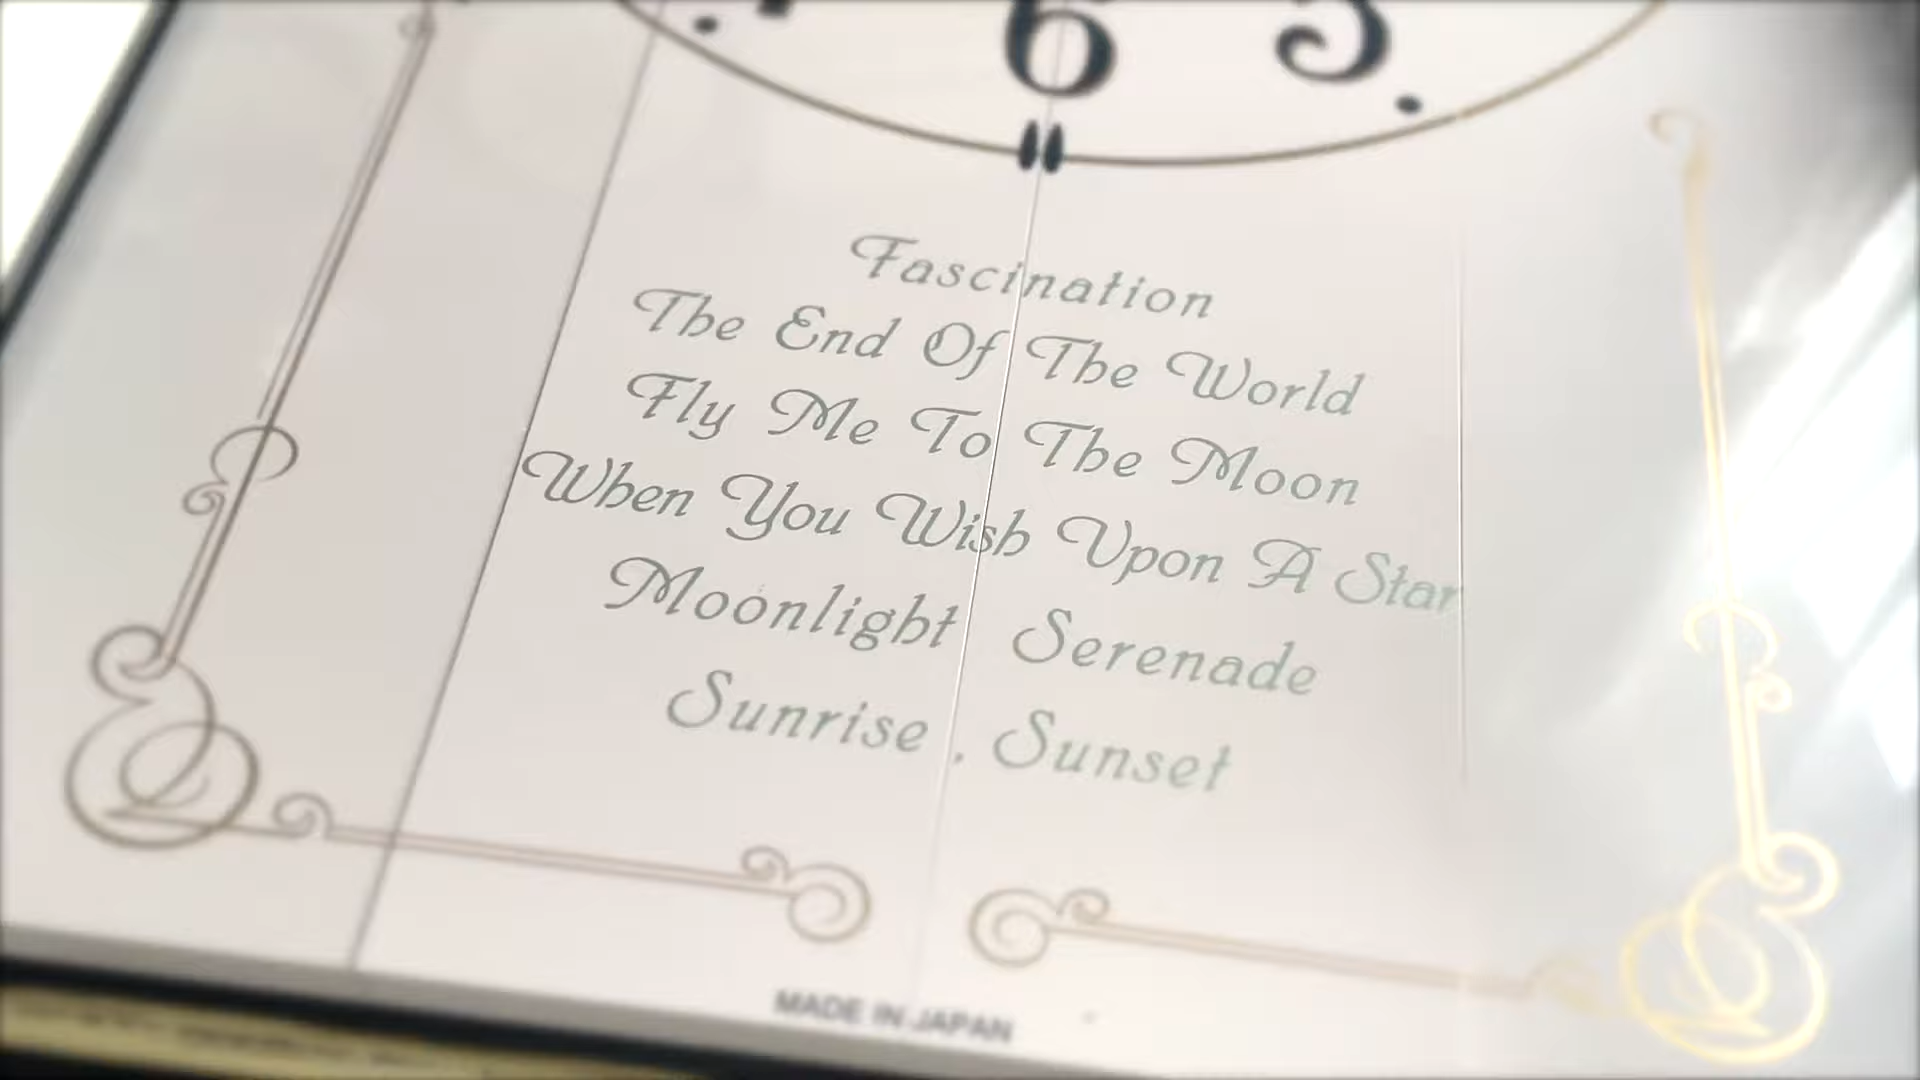 6 5
Fascination
The End Of The World
Fly Me To The Moon
When You Wish Upon A Star
Moonlight Serenade
Sunrise . Sunset
MADE IN JAPAN